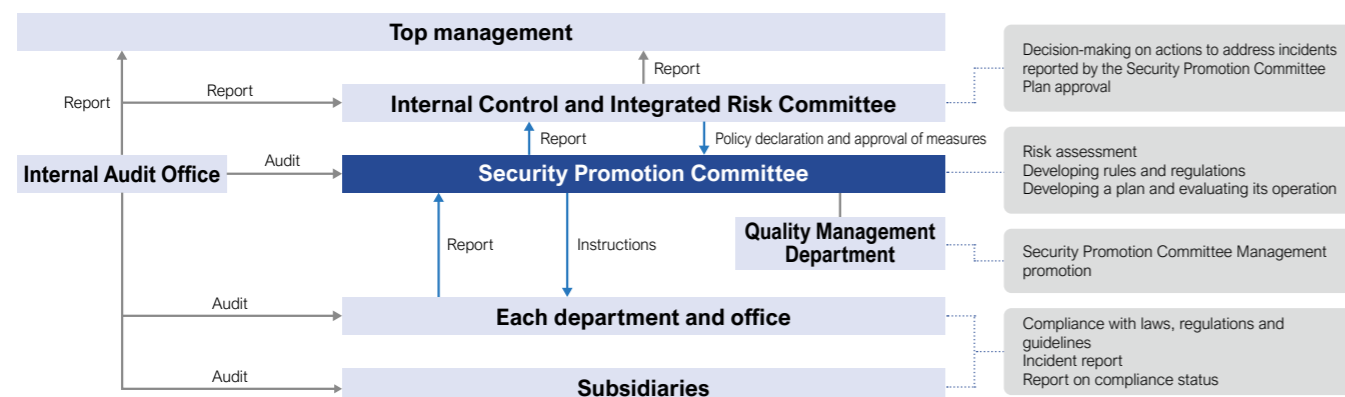 Top management
Report
Report
Report
Internal Control and Integrated Risk Committee
Report
Policy declaration and approval of measures
Internal Audit Office
Audit
Security Promotion Committee
Report
Instructions
Quality Management
Department
Audit
Each department and office
Audit
Subsidiaries
Decision-making on actions to address incidents
reported by the Security Promotion Committee
Plan approval
Risk assessment
Developing rules and regulations
Developing a plan and evaluating its operation
Security Promotion Committee Management
promotion
Compliance with laws, regulations and
guidelines
Incident report
Report on compliance status